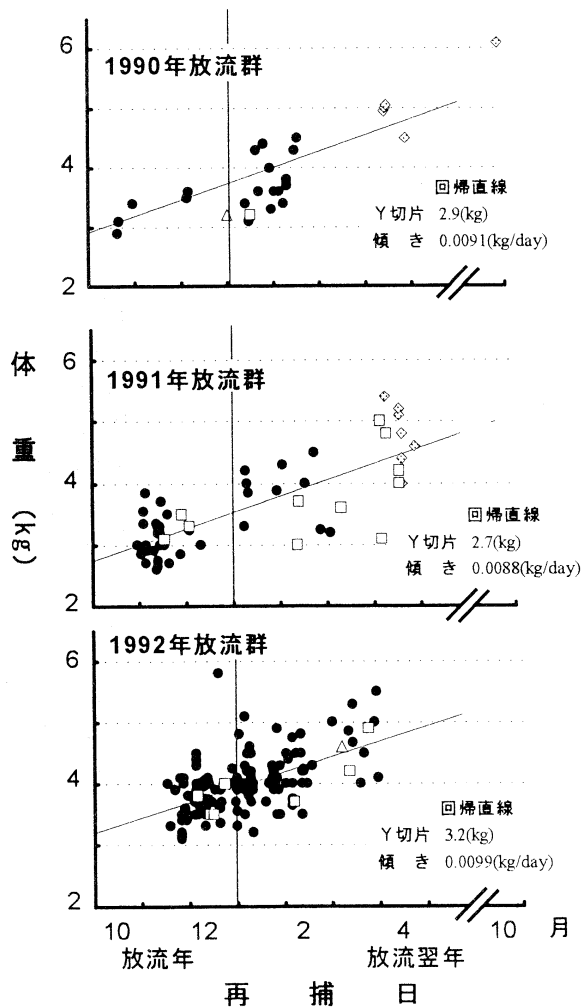 6
1990年放流群
4
回帰直線
Y切片 2.9(kg)
傾き 0.0091(kg/day)
2
体重(kg)
6
1991年放流群
4
回帰直線
Y切片 2.7(kg)
傾き 0.0088(kg/day)
2
1992年放流群
6
4
回帰直線
Y切片 3.2(kg)
傾き 0.0099(kg/day)
2
10 12 2 4 10 月
放流年 放流翌年
再捕日